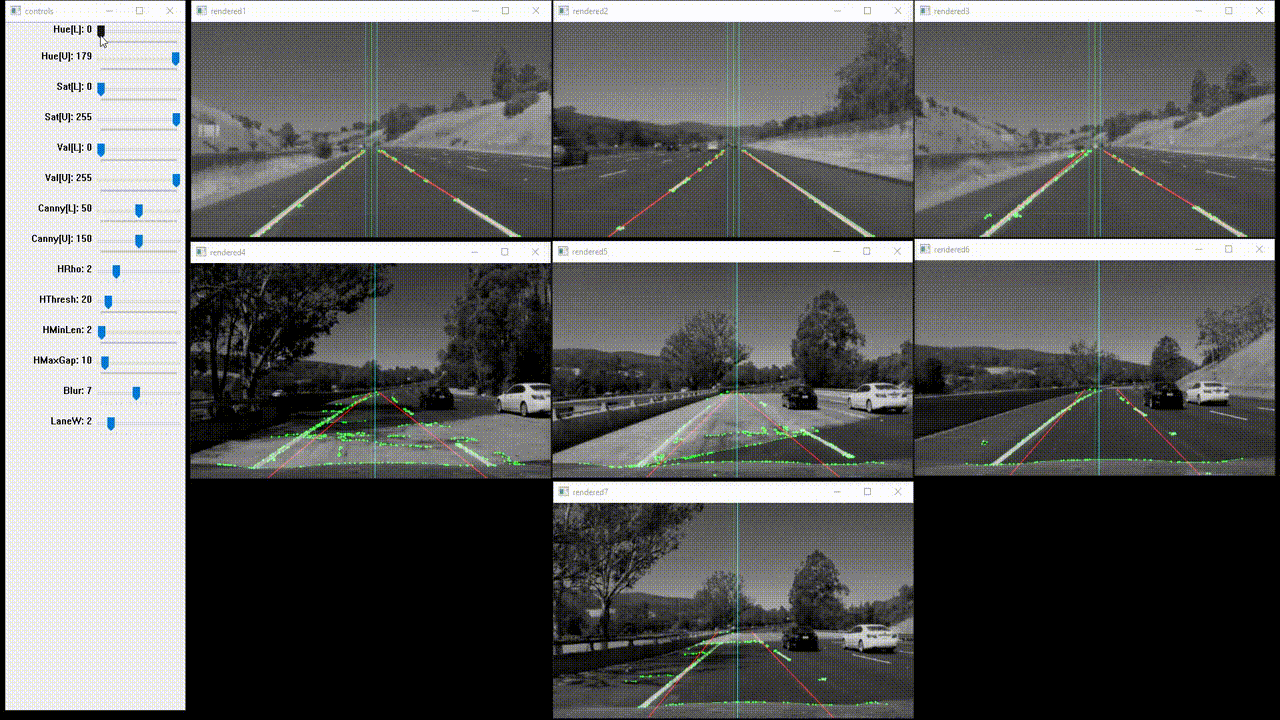 controls
Hue[L]: 0
Hue[U]: 179
Sat[L]: 0
Sat[U]: 255
Val[L]: 0
Val[U]: 255
Canny[L]: 50
Canny[U]: 150
HRho: 2
HThresh: 20
HMinLen: 2
HMaxGap: 10
Blur: 7
LaneW: 2
rendered1
rendered2
rendered3
rendered4
rendered5
rendered6
rendered7